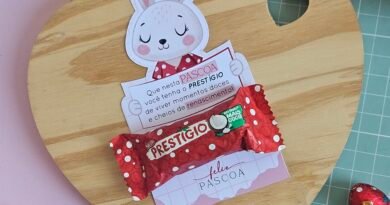 Que nesta PÁSCOA
você tenha o PRESTÍGIO
de viver momentos doces
e cheios de renascimento!
PRESTÍGIO
feliz
PÁSCOA